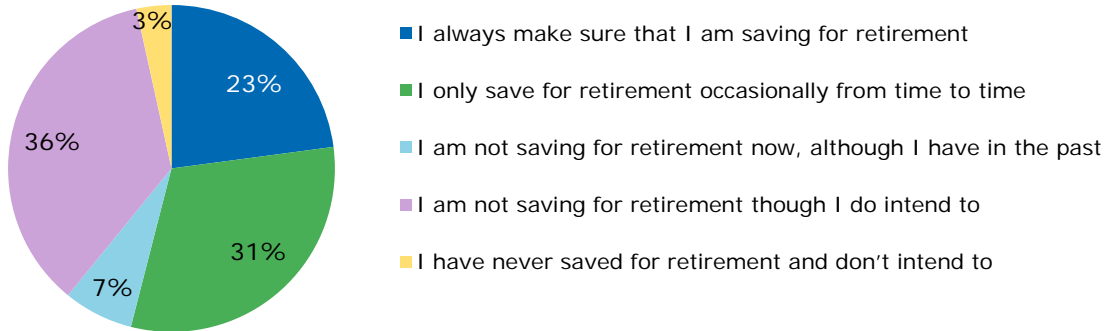 3%
23%
36%
31%
7%
I always make sure that I am saving for retirement
I only save for retirement occasionally from time to time
I am not saving for retirement now, although I have in the past
I am not saving for retirement though I do intend to
I have never saved for retirement and don't intend to